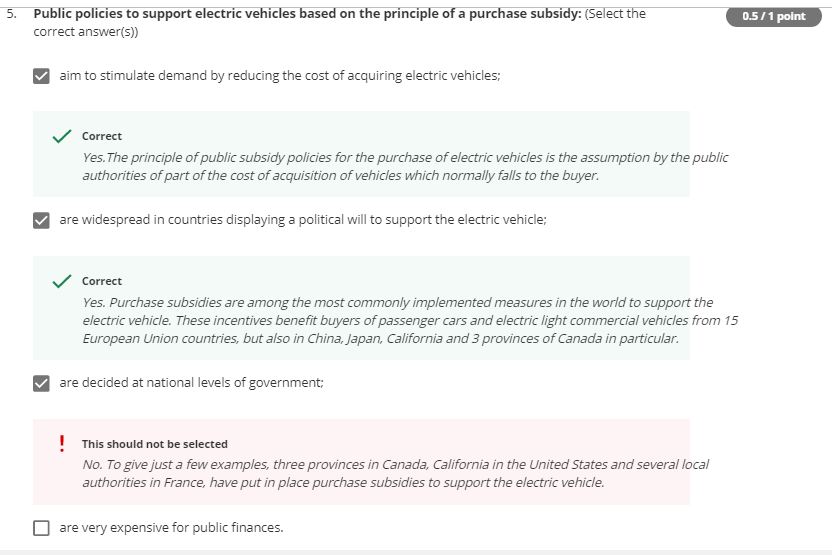 5. Public policies to support electric vehicles based on the principle of a purchase subsidy: (Select the
correct answer(s))
0.5 / 1 point
aim to stimulate demand by reducing the cost of acquiring electric vehicles;
Correct
Yes.The principle of public subsidy policies for the purchase of electric vehicles is the assumption by the public
authorities of part of the cost of acquisition of vehicles which normally falls to the buyer.
are widespread in countries displaying a political will to support the electric vehicle;
Correct
Yes. Purchase subsidies are among the most commonly implemented measures in the world to support the
electric vehicle. These incentives benefit buyers of passenger cars and electric light commercial vehicles from 15
European Union countries, but also in China, Japan, California and 3 provinces of Canada in particular.
are decided at national levels of government;
! This should not be selected
No. To give just a few examples, three provinces in Canada, California in the United States and several local
authorities in France, have put in place purchase subsidies to support the electric vehicle.
are very expensive for public finances.